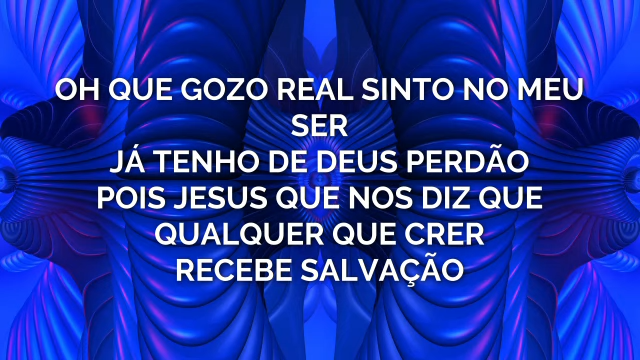 OH QUE GOZO REAL SINTO NO MEU
SER
JÁ TENHO DE DEUS PERDÃO
POIS JESUS QUE NOS DIZ QUE
QUALQUER QUE CRER
RECEBE SALVAÇÃO